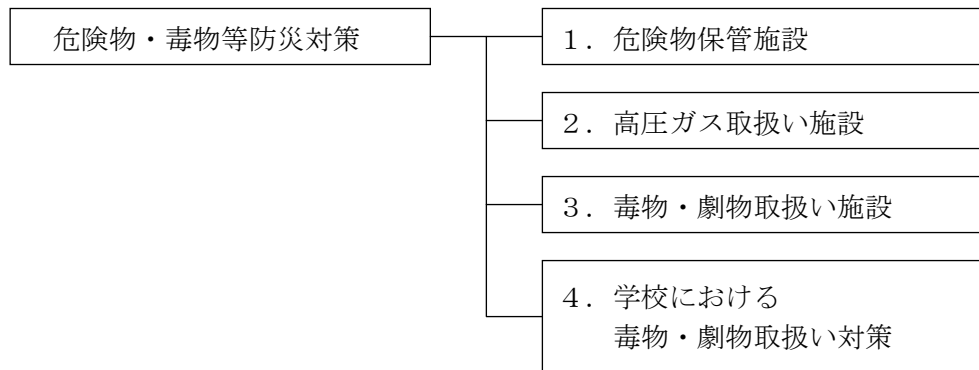 危険物・毒物等防災対策
１．危険物保管施設
２．高圧ガス取扱い施設
３．毒物・劇物取扱い施設
４．学校における
毒物・劇物取扱い対策